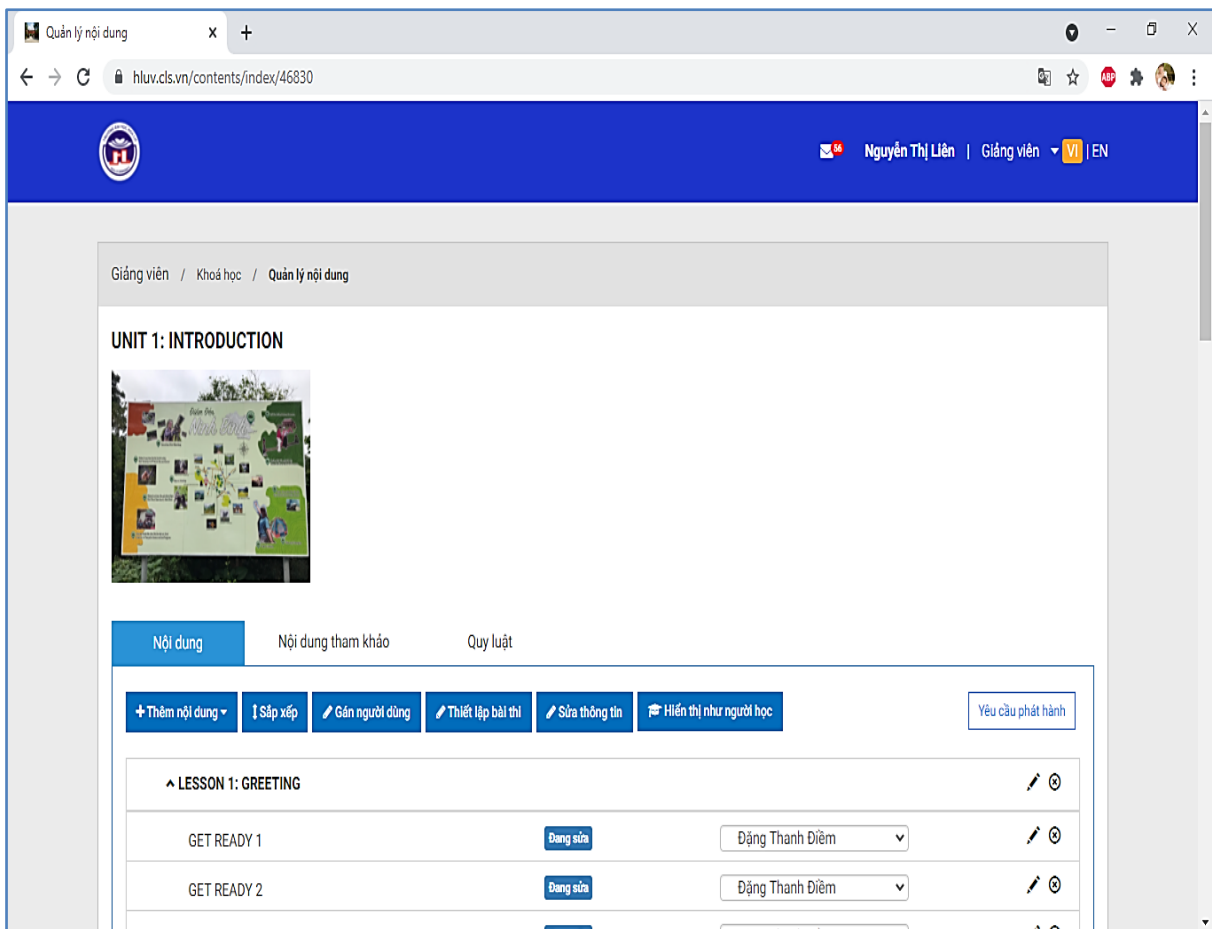 Quản lý nội dung
hluv.cls.vn/contents/index/46830
ABP
56 Nguyễn Thị Liên | Giảng viên VI | EN
Giảng viên / Khoá học / Quản lý nội dung
UNIT 1: INTRODUCTION
Ninh Bình
Nội dung Nội dung tham khảo Quy luật
Thêm nội dung Sắp xếp Gán người dùng Thiết lập bài thi Sửa thông tin Hiển thị như người học Yêu cầu phát hành
LESSON 1: GREETING
GET READY 1 Đang sửa Đặng Thanh Điềm
GET READY 2 Đang sửa Đặng Thanh Điềm